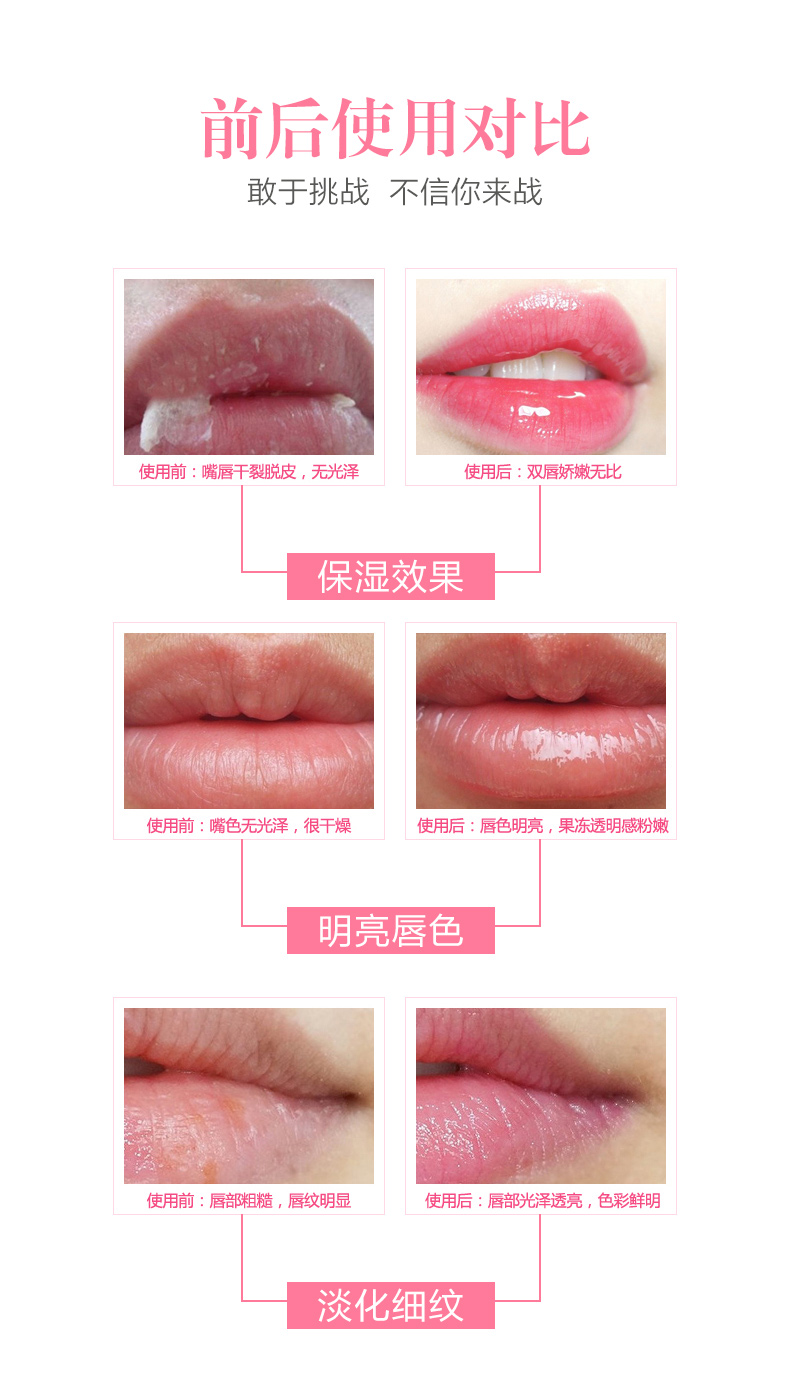 前后使用对比
敢于挑战 不信你来战
使用前：嘴唇干裂脱皮，无光泽
使用后：双唇娇嫩无比
保湿效果
使用前：嘴色无光泽，很干燥
使用后：唇色明亮，果冻透明感粉嫩
明亮唇色
使用前：唇部粗糙，唇纹明显
使用后：唇部光泽透亮，色彩鲜明
淡化细纹